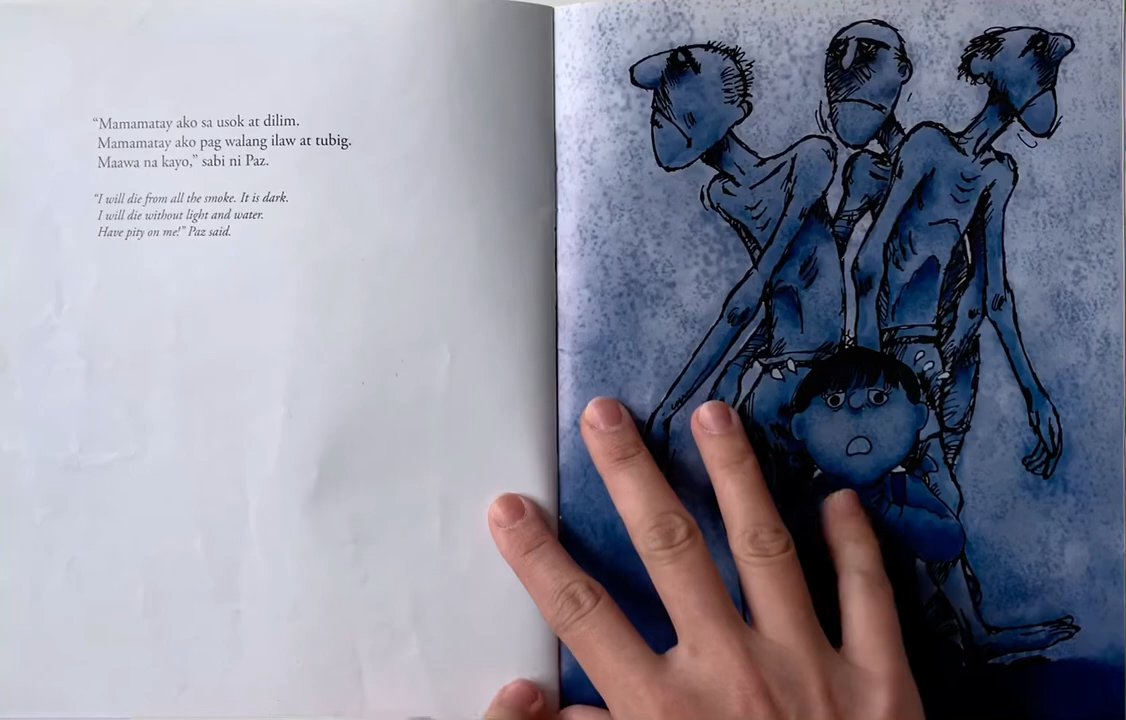 “Mamamatay ako sa usok at dilim.
Mamamatay ako pag walang ilaw at tubig.
Maawa na kayo,” sabi ni Paz.
“I will die from all the smoke. It is dark.
I will die without light and water.
Have pity on me!” Paz said.